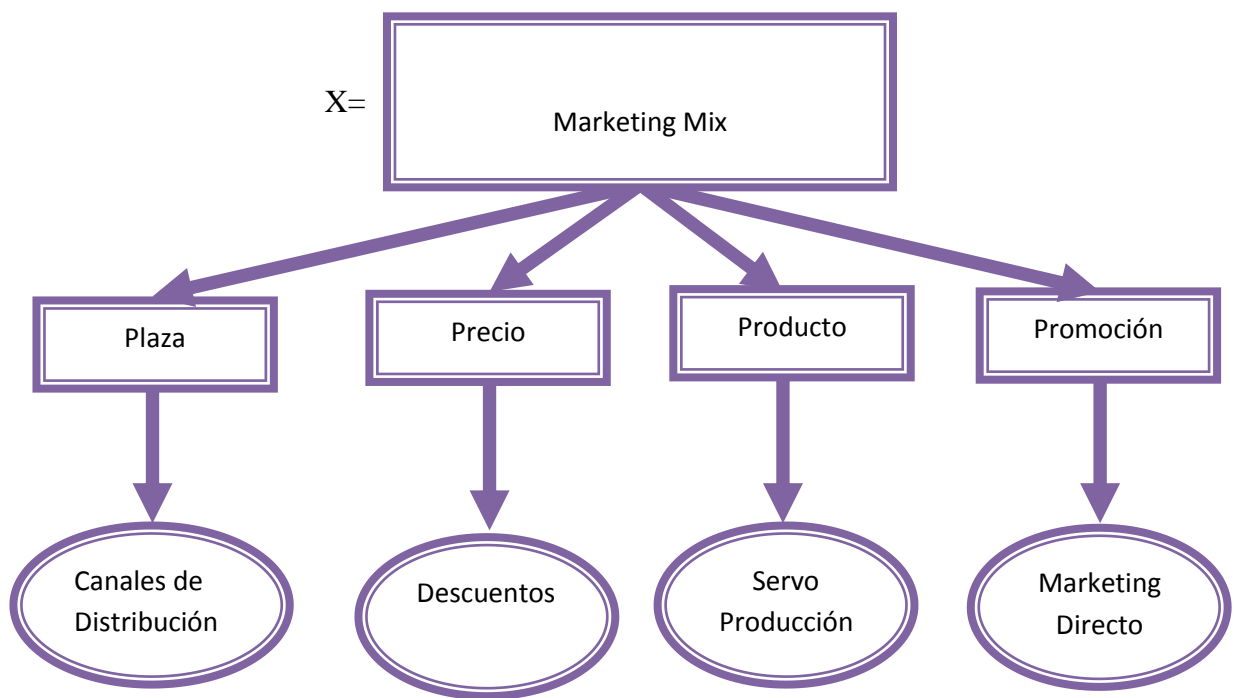 X=
Marketing Mix
Plaza
Precio
Producto
Promoción
Canales de
Distribución
Descuentos
Servo
Producción
Marketing
Directo